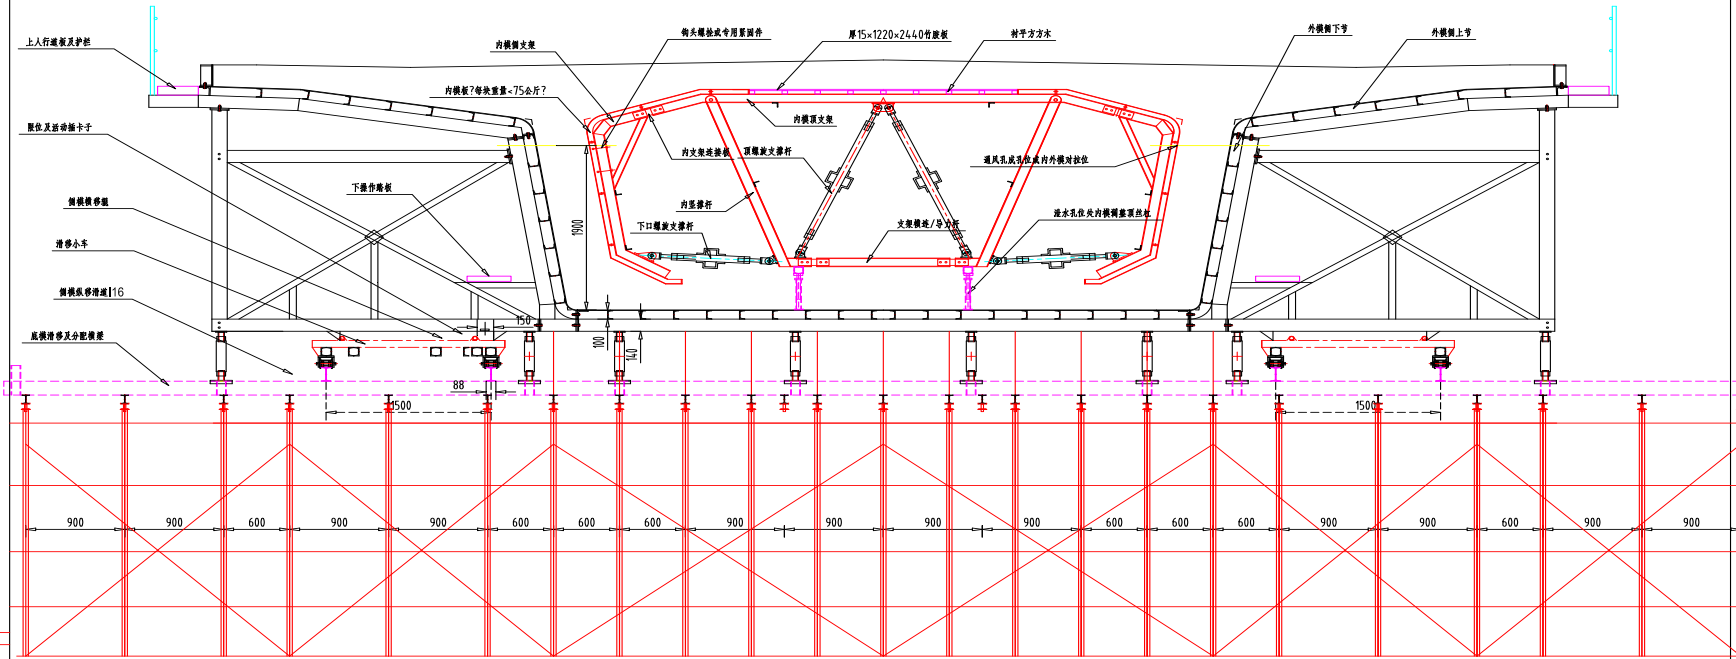 上人行道板及护栏
内模侧支架
钩头螺栓或专用紧固件
厚15×1220×2440竹胶板
衬平方方木
外模侧下节
外模侧上节
内模板?每块重量<75公斤?
限位及活动插卡子
内模顶支架
内支架连接板
顶螺旋支撑杆
通风孔或孔位或内外模对拉位
下操作踏板
侧模横移辊
内竖撑杆
1900
下口螺旋支撑杆
支架横连/导力杆
泄水孔位处内模调整顶丝杠
滑移小车
侧模纵移滑道I16
底模滑移及分配横梁
150
100
140
88
1500
1500
900
900
600
900
900
600
600
600
900
900
900
900
600
600
600
900
900
600
900
900